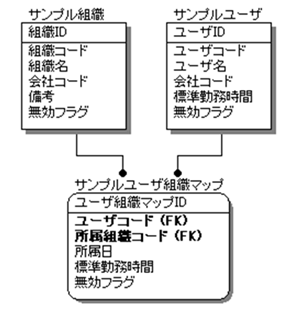 サンプル組織
組織ID
組織コード
組織名
会社コード
備考
無効フラグ
サンプルユーザ
ユーザID
ユーザコード
ユーザ名
会社コード
標準勤務時間
無効フラグ
サンプルユーザ組織マップ
ユーザ組織マップID
ユーザコード (FK)
所属組織コード (FK)
所属日
標準勤務時間
無効フラグ